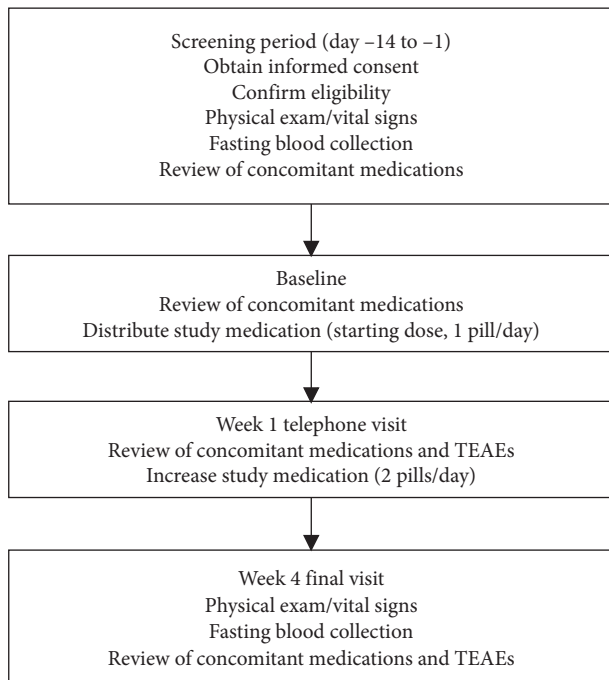 Screening period (day –14 to –1)
Obtain informed consent
Confirm eligibility
Physical exam/vital signs
Fasting blood collection
Review of concomitant medications
Baseline
Review of concomitant medications
Distribute study medication (starting dose, 1 pill/day)
Week 1 telephone visit
Review of concomitant medications and TEAEs
Increase study medication (2 pills/day)
Week 4 final visit
Physical exam/vital signs
Fasting blood collection
Review of concomitant medications and TEAEs